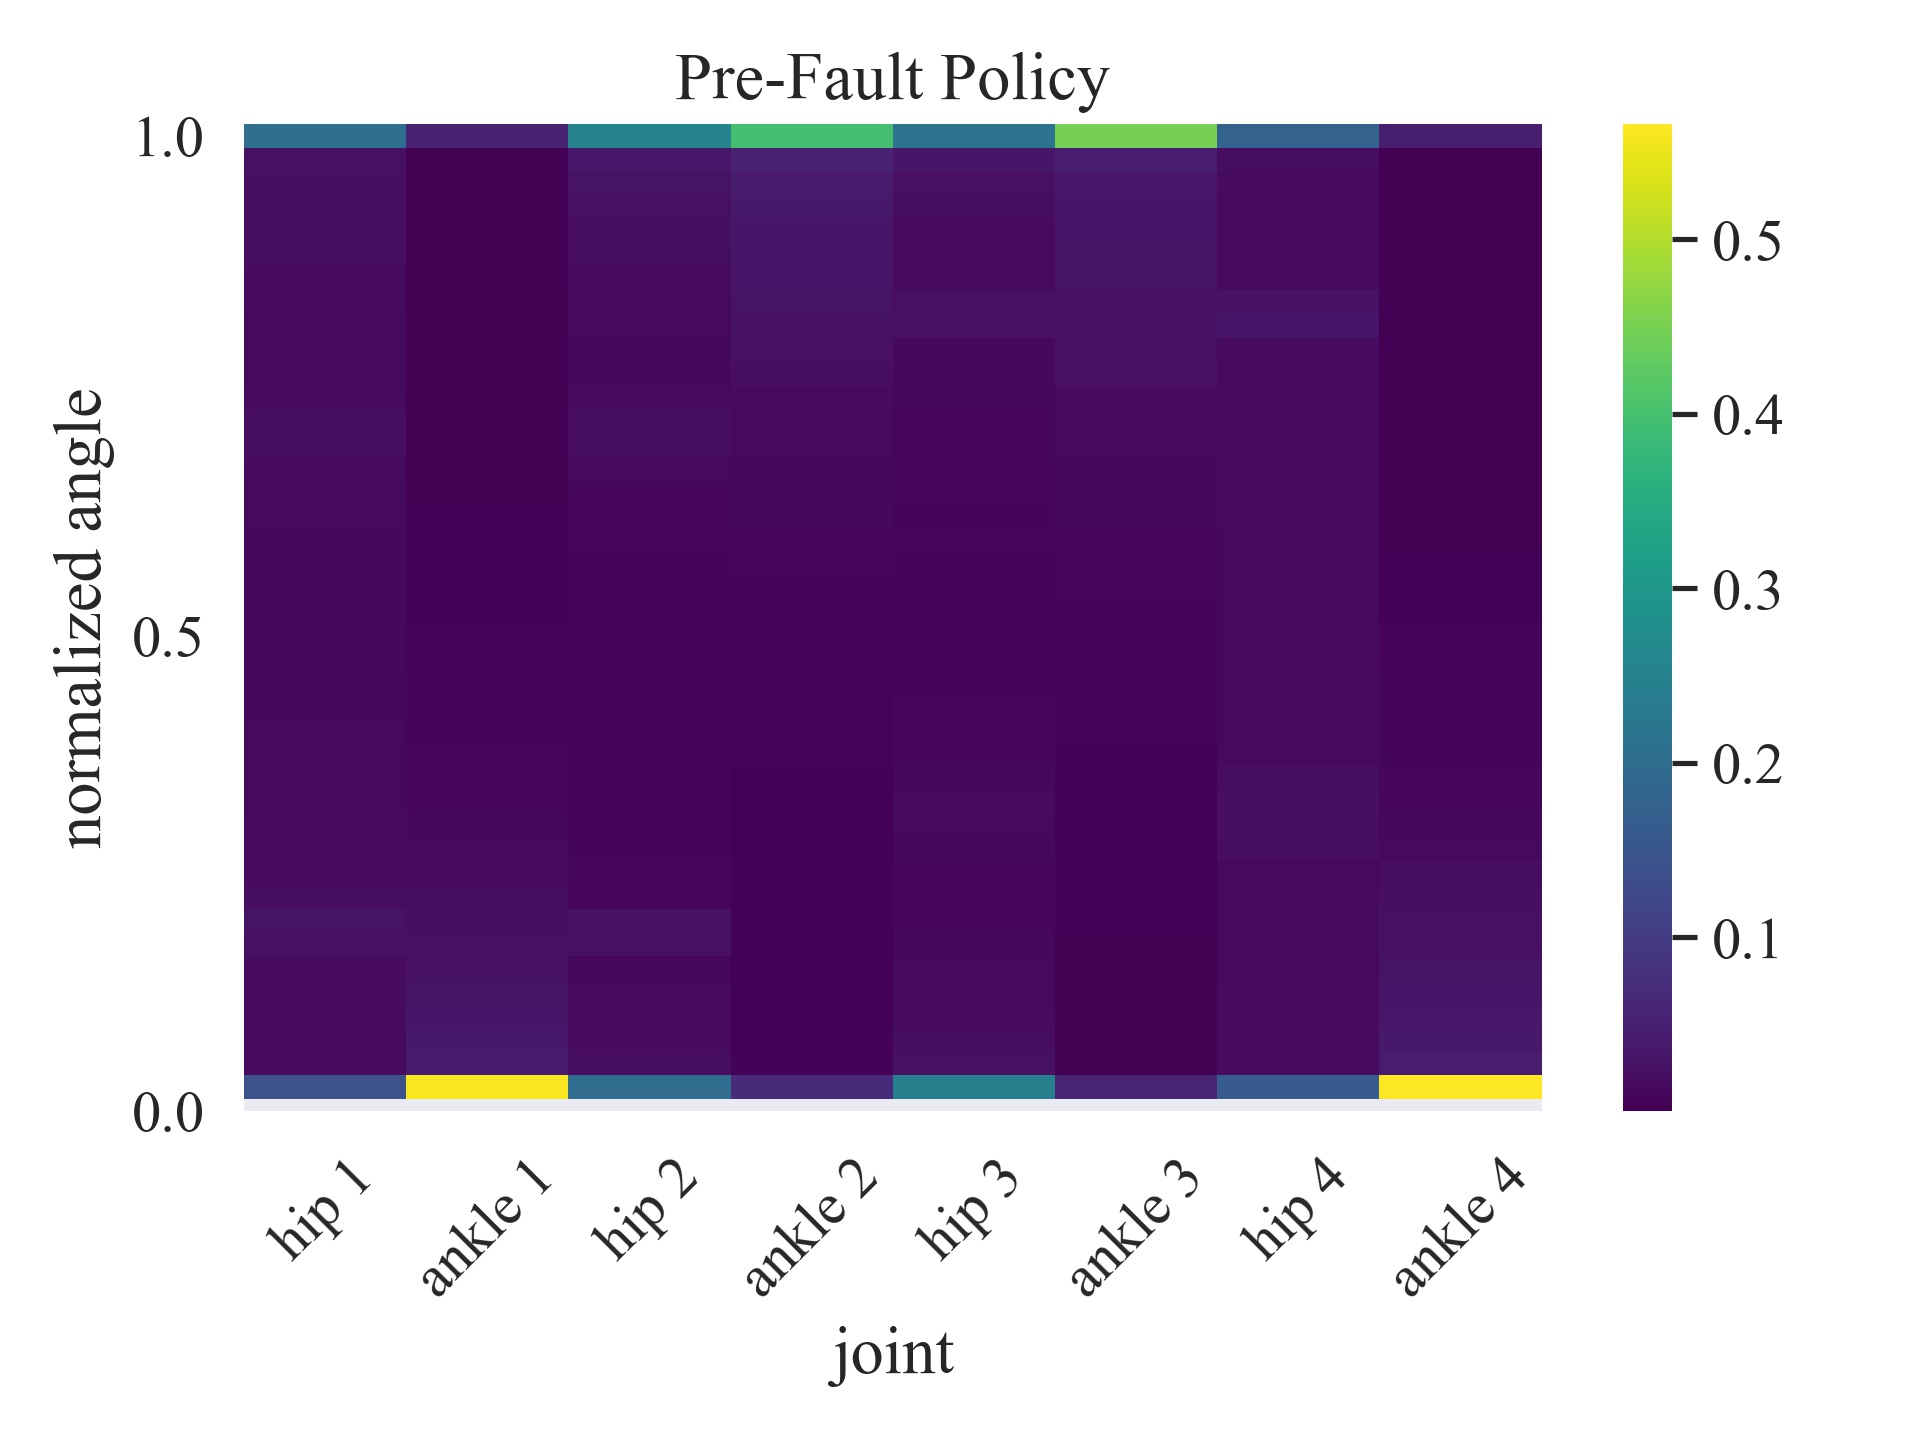 Pre-Fault Policy
1.0
0.5
0.0
normalized angle
hip 1
ankle 1
hip 2
ankle 2
hip 3
ankle 3
hip 4
ankle 4
joint
0.5
0.4
0.3
0.2
0.1